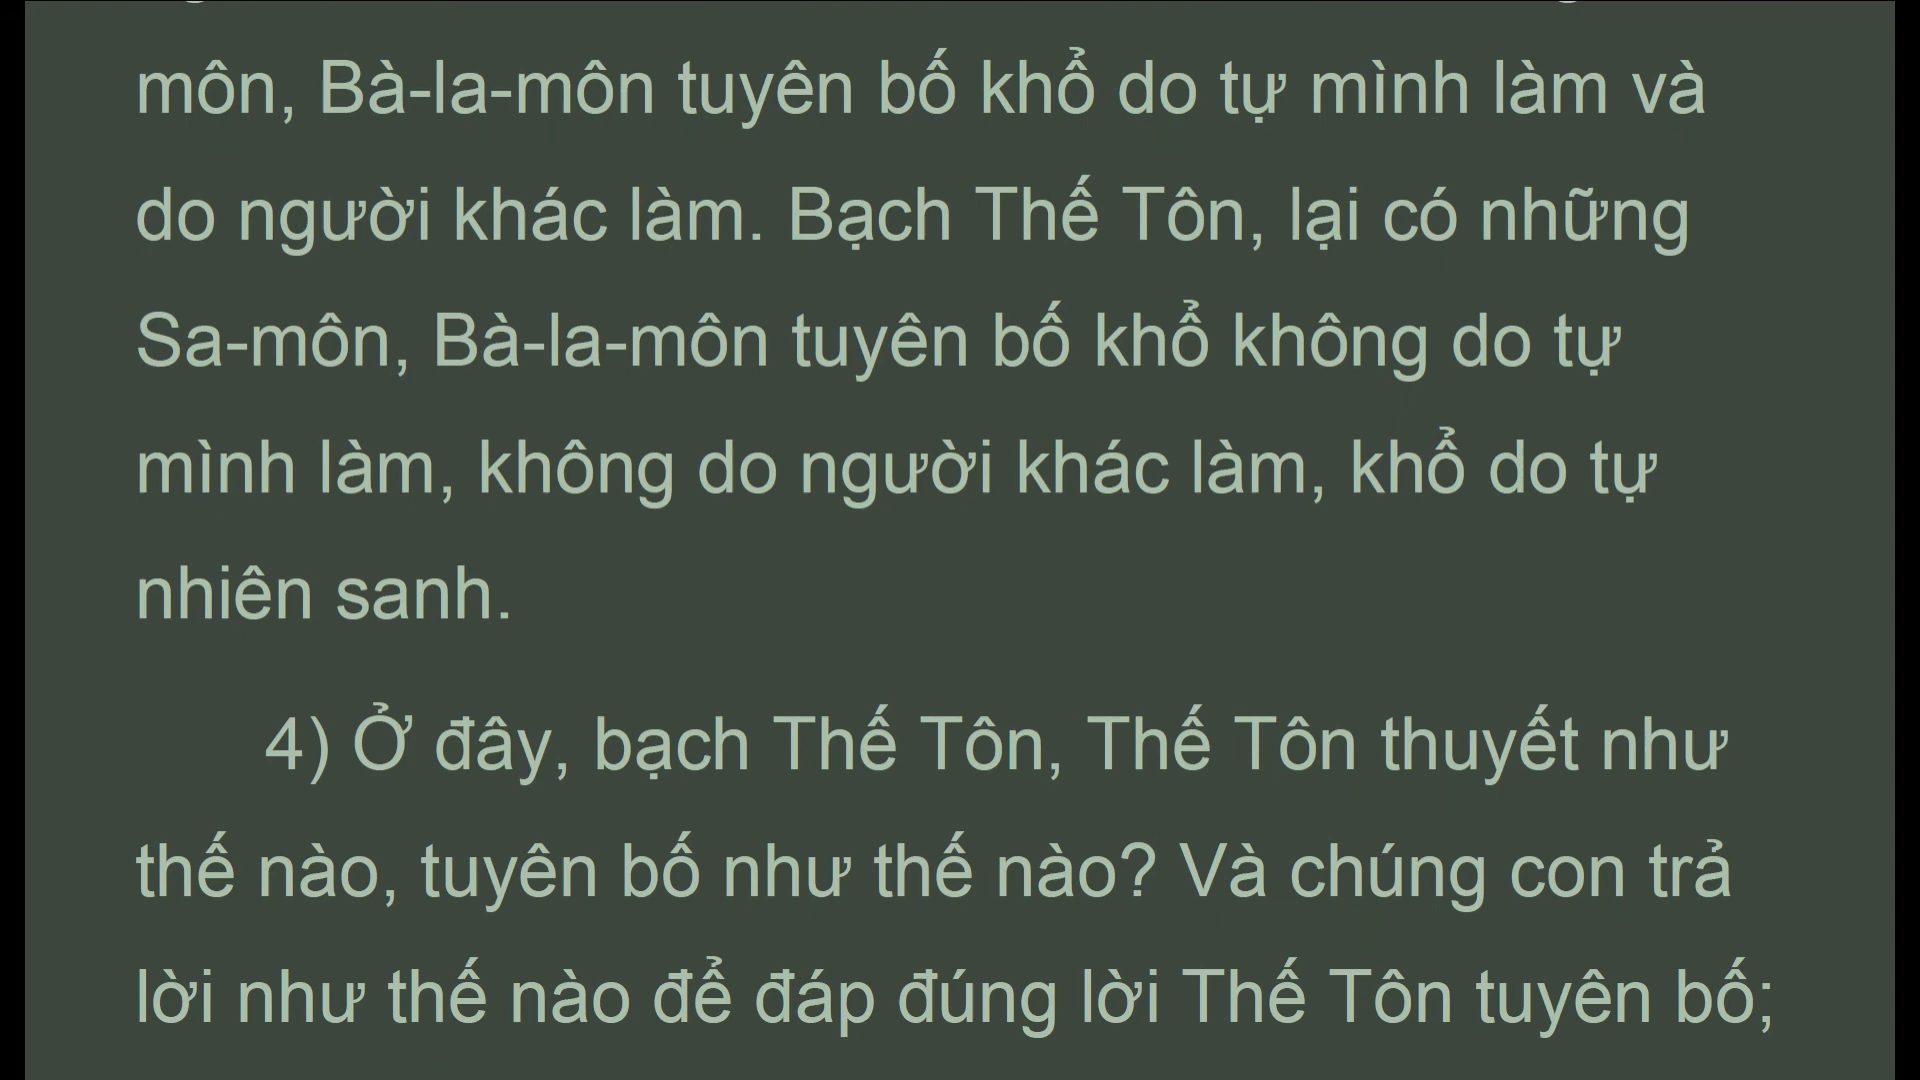 môn, Bà-la-môn tuyên bố khổ do tự mình làm và
do người khác làm. Bạch Thế Tôn, lại có những
Sa-môn, Bà-la-môn tuyên bố khổ không do tự
mình làm, không do người khác làm, khổ do tự
nhiên sanh.
4) Ở đây, bạch Thế Tôn, Thế Tôn thuyết như
thế nào, tuyên bố như thế nào? Và chúng con trả
lời như thế nào để đáp đúng lời Thế Tôn tuyên bố;